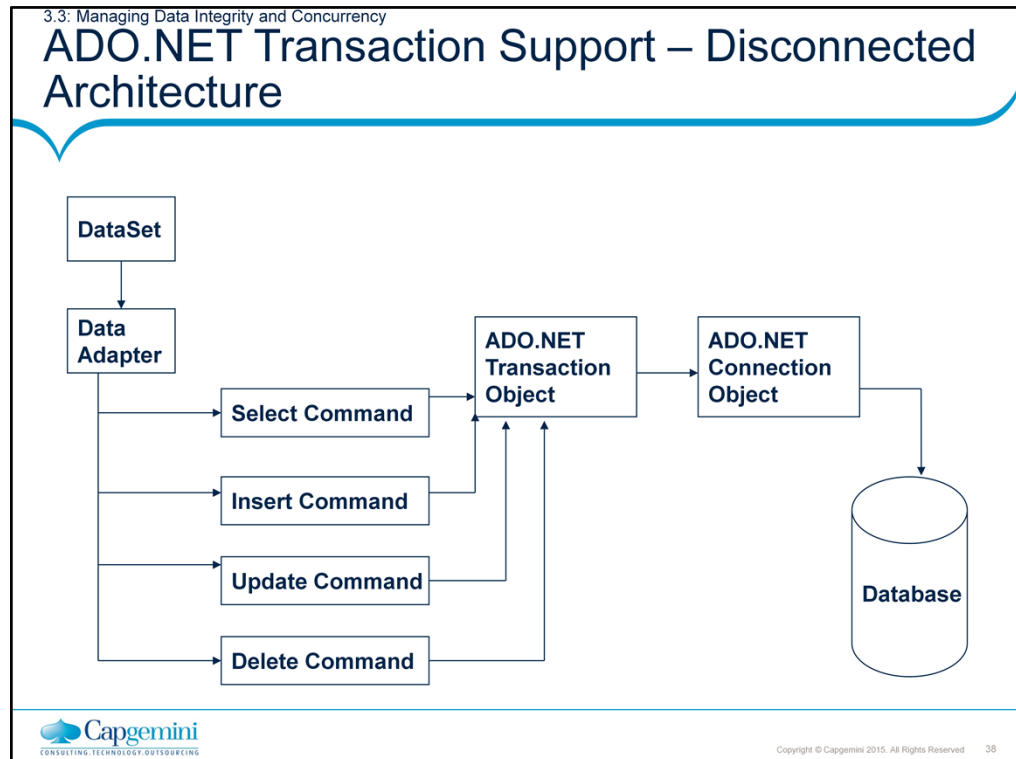 3.3: Managing Data Integrity and Concurrency
ADO.NET Transaction Support – Disconnected
Architecture
DataSet
Data
Adapter
Select Command
Insert Command
Update Command
Delete Command
ADO.NET
Transaction
Object
ADO.NET
Connection
Object
Database
Capgemini
CONSULTING.TECHNOLOGY.OUTSOURCING
Copyright © Capgemini 2015. All Rights Reserved 38